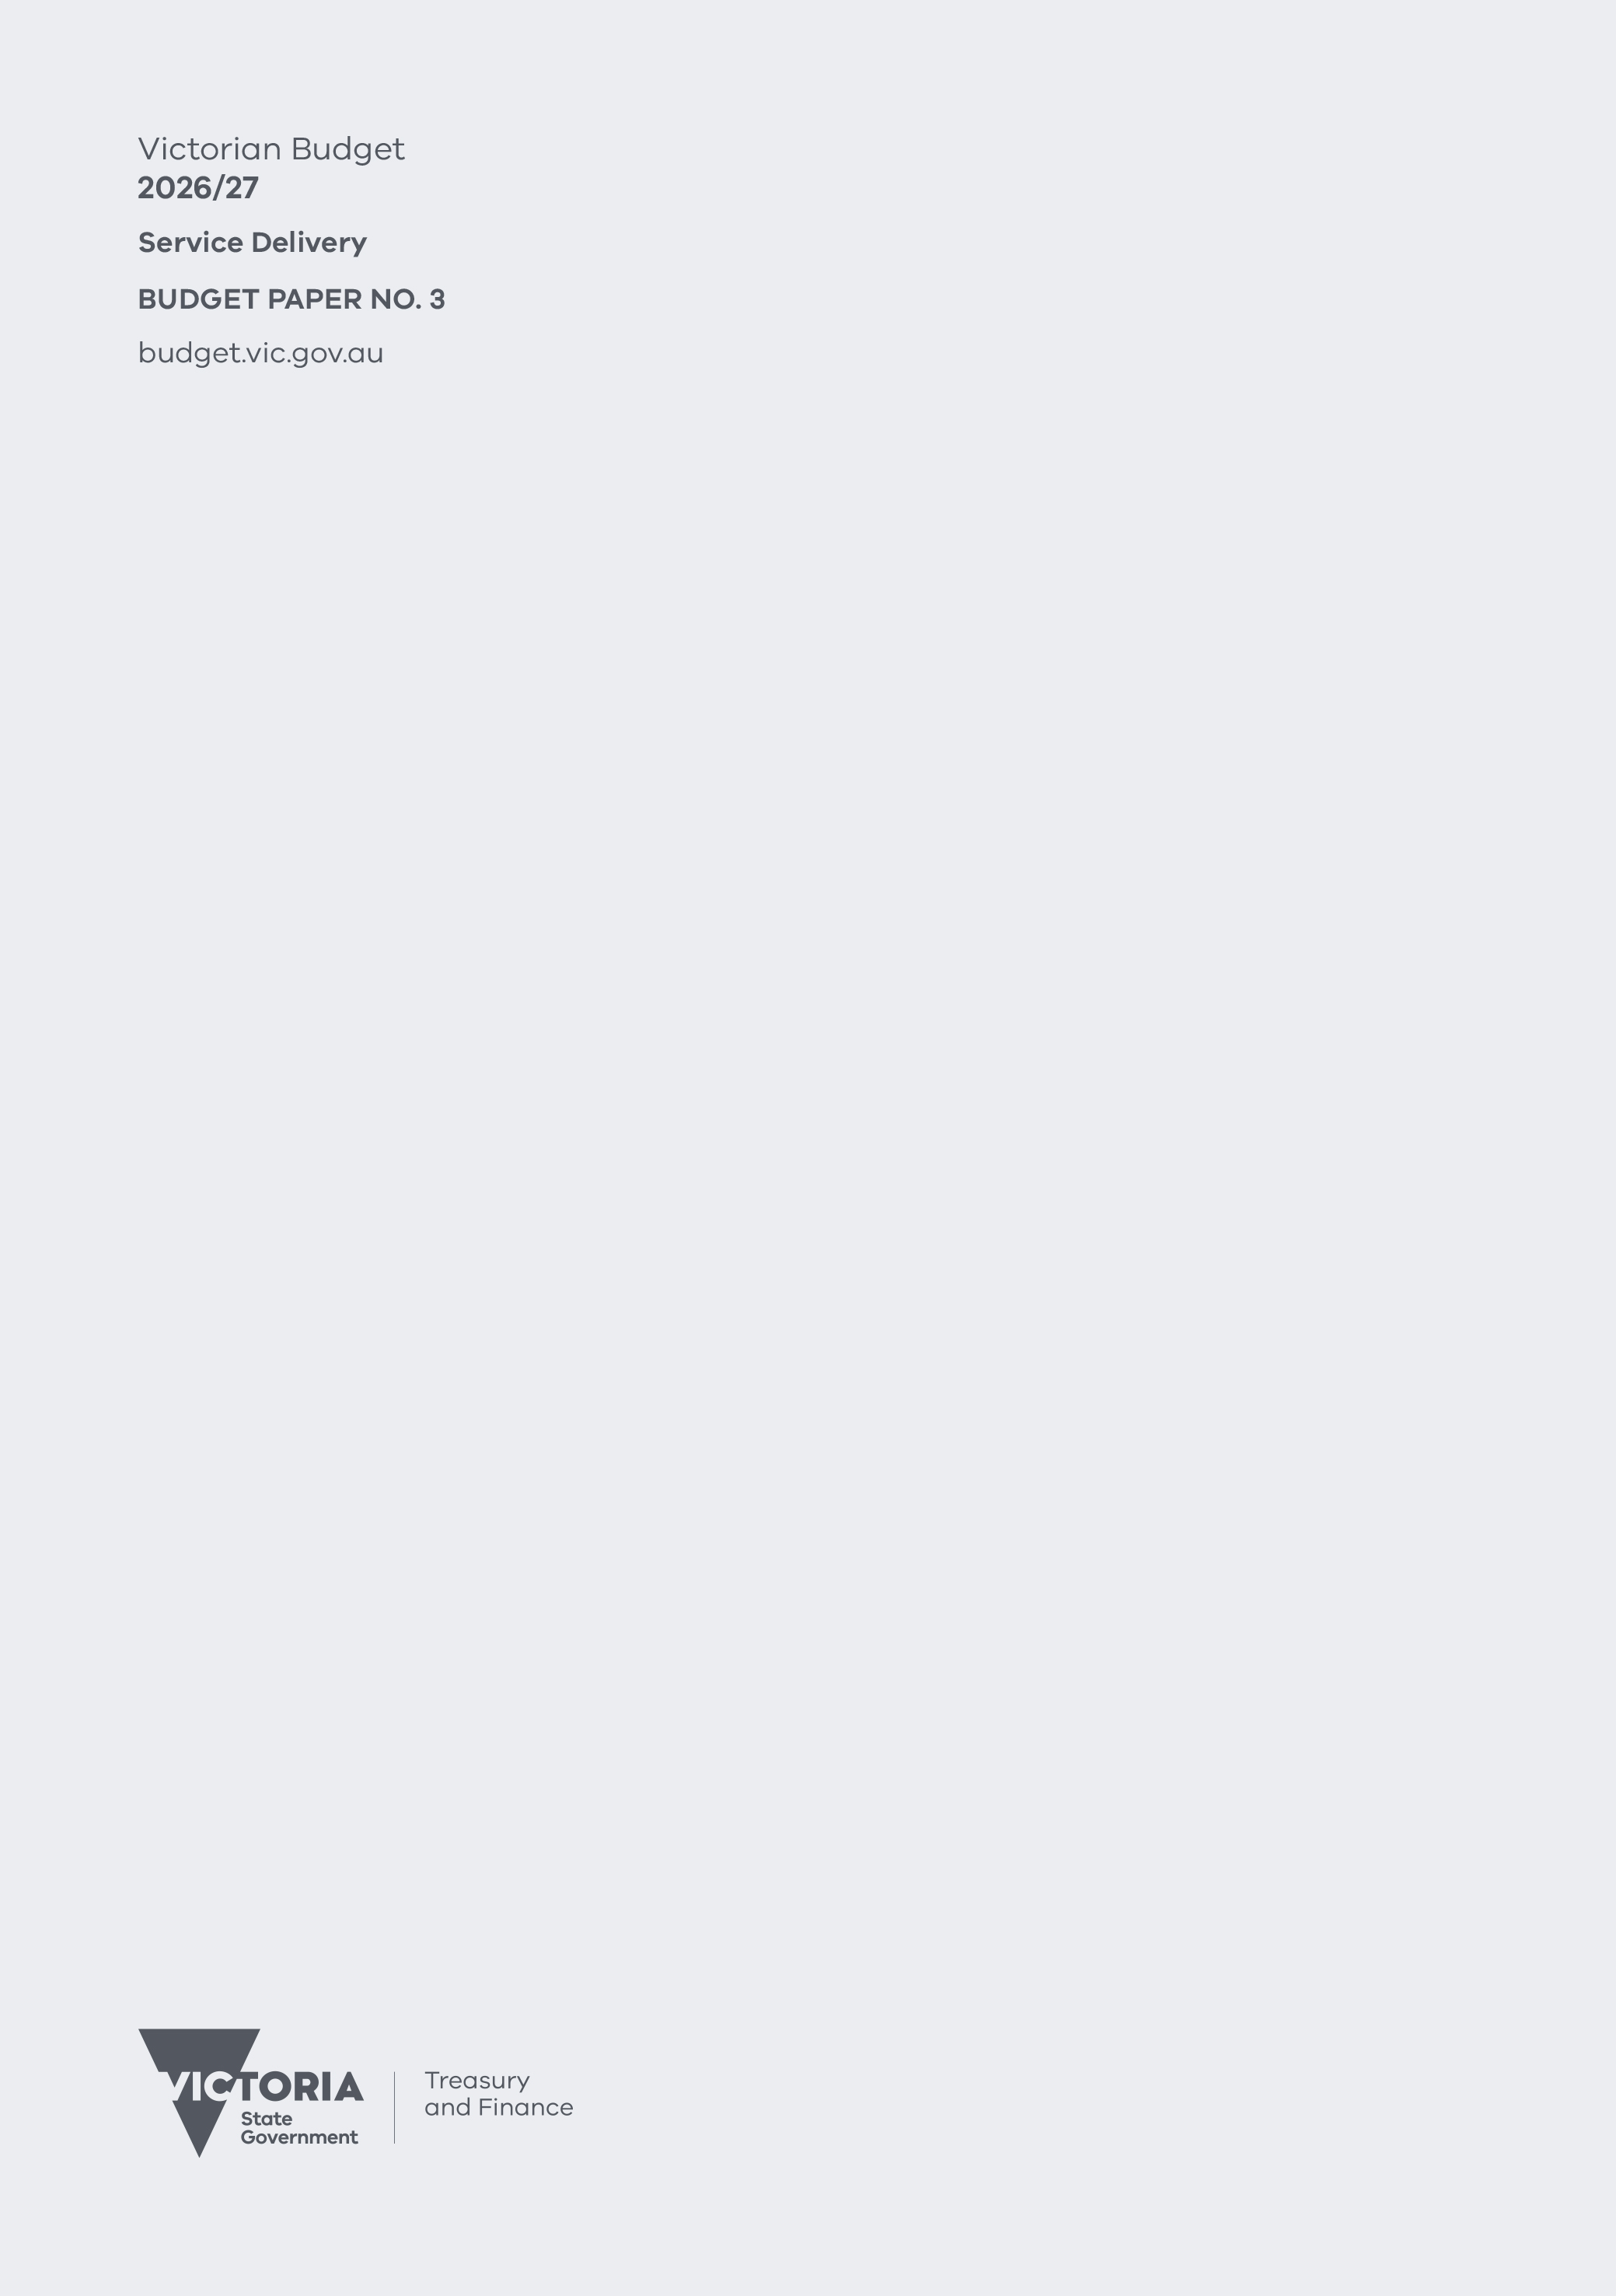 Victorian Budget
2026/27
Service Delivery
BUDGET PAPER NO. 3
budget.vic.gov.au
VICTORIA
State
Government
Treasury
and Finance